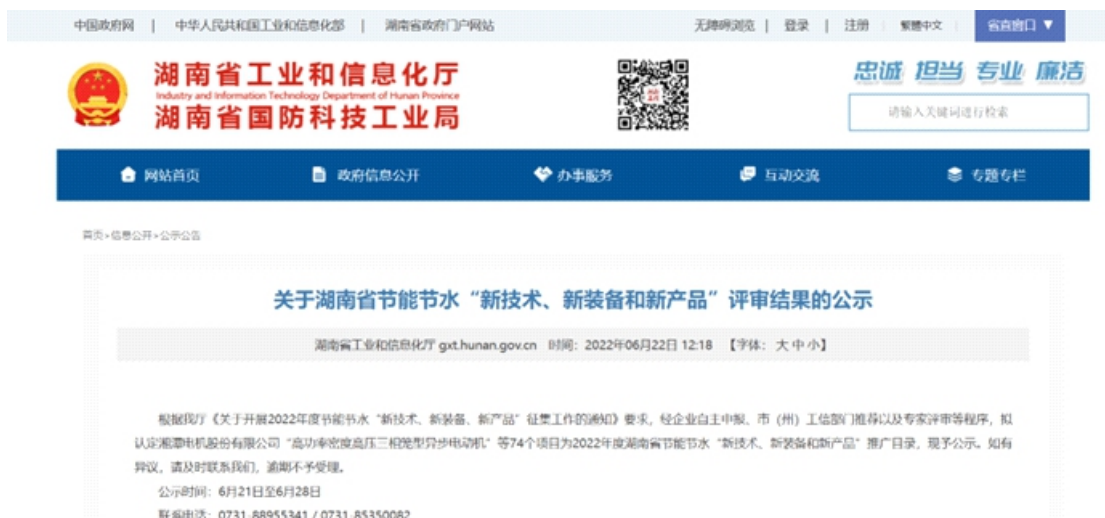 中国政府网 | 中华人民共和国工业和信息化部 | 湖南省政府门户网站
无障碍浏览 | 登录 | 注册 | 繁體中文 | 省直窗口 ▼
湖南省工业和信息化厅
Industry and Information Technology Department of Hunan Province
湖南省国防科技工业局
忠诚 担当 专业 廉洁
请输入关键词进行检索
网站首页 政府信息公开 办事服务 互动交流 专题专栏
首页>信息公开>公示公告
关于湖南省节能节水“新技术、新装备和新产品”评审结果的公示
湖南省工业和信息化厅 gxt.hunan.gov.cn 时间：2022年06月22日 12:18 【字体：大 中 小】
根据我厅《关于开展2022年度节能节水“新技术、新装备、新产品”征集工作的通知》要求，经企业自主申报、市（州）工信部门推荐以及专家评审等程序，拟
认定湘潭电机股份有限公司“高功率密度高压三相笼型异步电动机”等74个项目为2022年度湖南省节能节水“新技术、新装备和新产品”推广目录，现予公示。如有
异议，请及时联系我们，逾期不予受理。
公示时间：6月21日至6月28日
联系电话：0731-88955341 / 0731-85350082